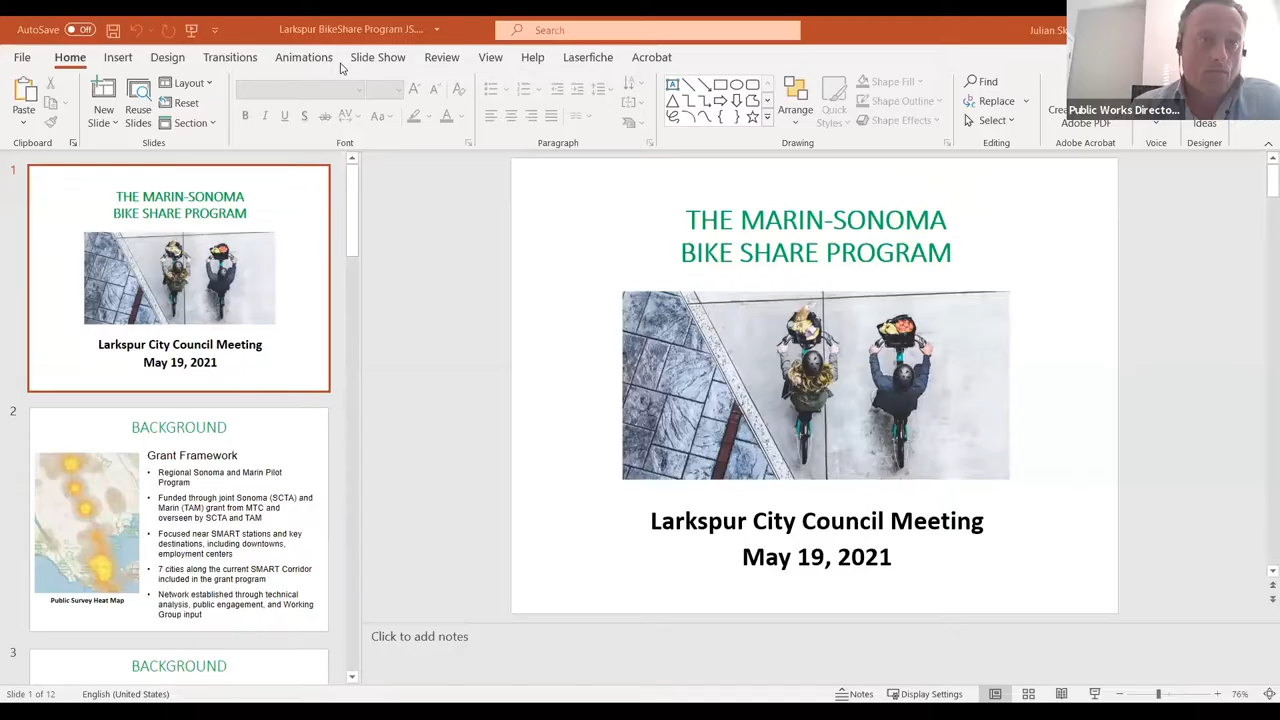 AutoSave Off
Larkspur BikeShare Program JS...
Search
Julian Sk
File Home Insert Design Transitions Animations Slide Show Review View Help Laserfiche Acrobat
Paste
New Slide
Reuse Slides
Layout
Reset
Section
B I U S ab AV Aa A
Arrange
Quick Styles
Shape Fill
Shape Outline
Shape Effects
Find
Replace
Select
Adobe PDF
Ideas
Public Works Directo...
Clipboard Slides Font Paragraph Drawing Editing Adobe Acrobat Voice Designer
1
THE MARIN-SONOMA
BIKE SHARE PROGRAM
Larkspur City Council Meeting
May 19, 2021
2
BACKGROUND
Grant Framework
• Regional Sonoma and Marin Pilot
Program
• Funded through joint Sonoma (SCTA) and
Marin (TAM) grant from MTC and
overseen by SCTA and TAM
• Focused near SMART stations and key
destinations, including downtowns,
employment centers
• 7 cities along the current SMART Corridor
included in the grant program
• Network established through technical
analysis, public engagement, and Working
Group input
Public Survey Heat Map
3
BACKGROUND
THE MARIN-SONOMA
BIKE SHARE PROGRAM
Larkspur City Council Meeting
May 19, 2021
Click to add notes
Slide 1 of 12 English (United States) Notes Display Settings 76%